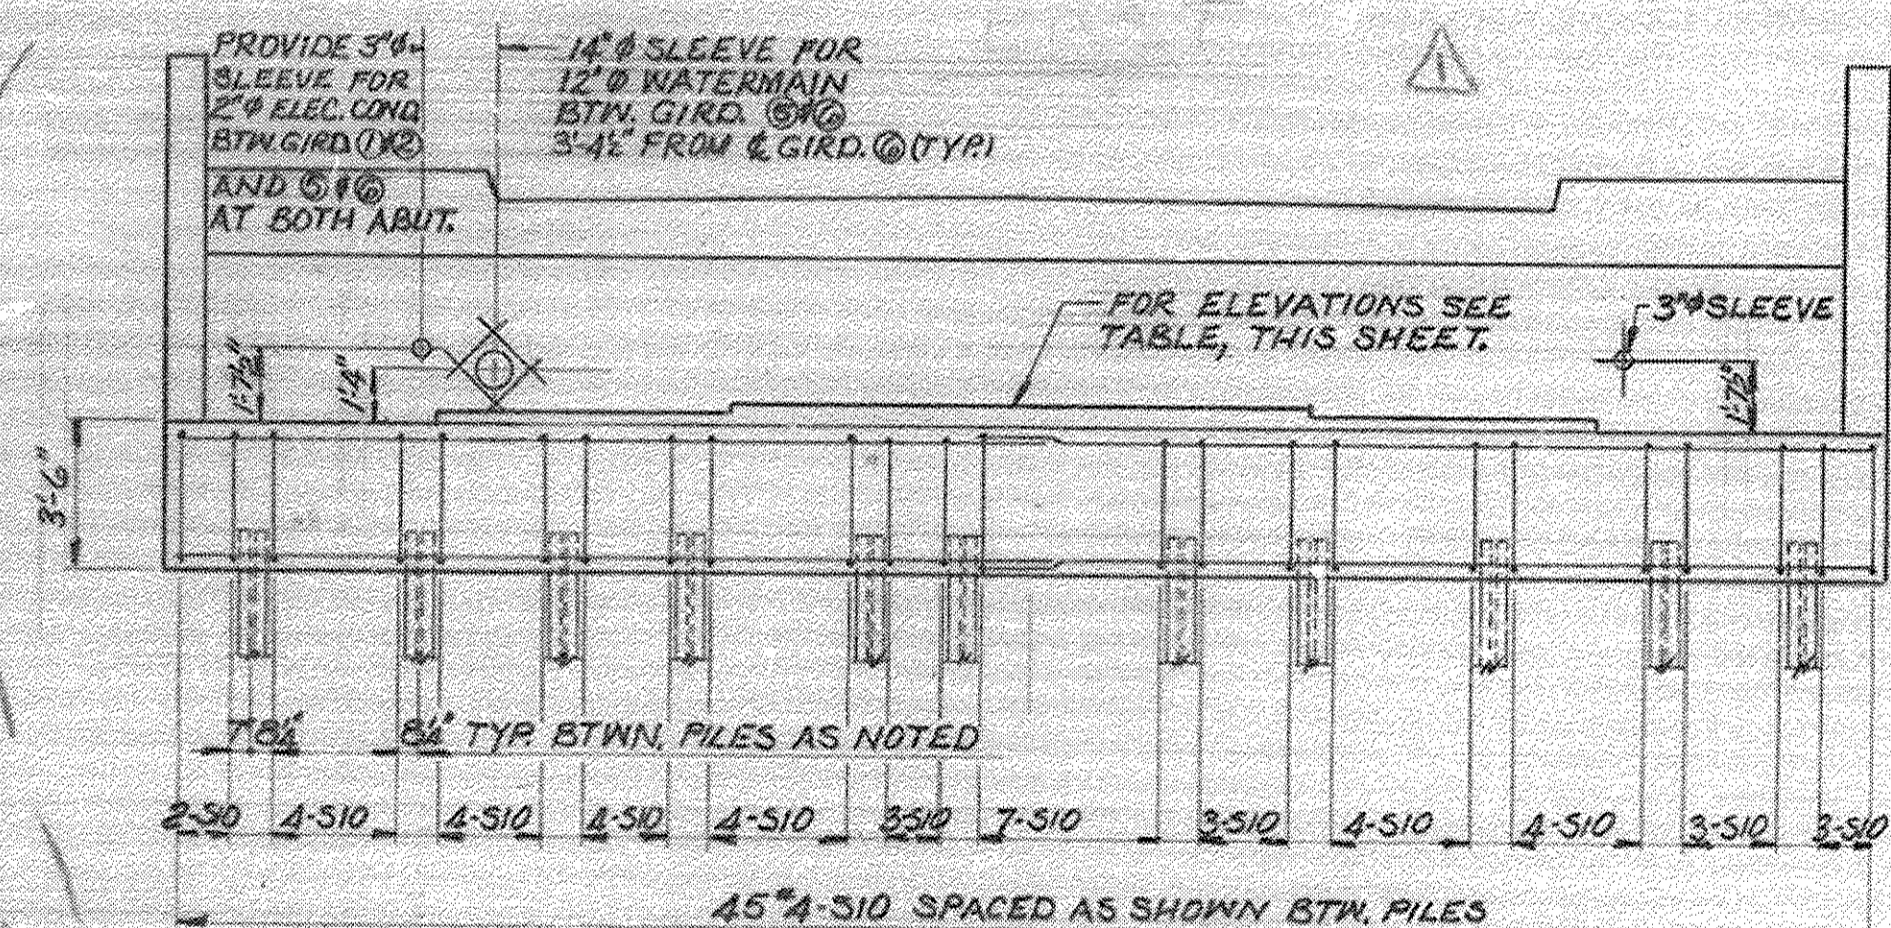 PROVIDE 3"φ
SLEEVE FOR
2"φ ELEC. COND.
BTW. GIRD ① & ②
AND ⑤ & ⑥
AT BOTH ABUT.
14"φ SLEEVE FOR
12"φ WATERMAIN
BTW. GIRD. ⑤ & ⑥
3'-4½" FROM ℄ GIRD. ⑥ (TYP.)
1
FOR ELEVATIONS SEE
TABLE, THIS SHEET.
3"φ SLEEVE
1'-7½"
1'-4"
1'-7½"
3'-6"
8¼"
8¼" TYP. BTWN. PILES AS NOTED
2-S10 4-S10 4-S10 4-S10 4-S10 3-S10 7-S10 3-S10 4-S10 4-S10 3-S10 3-S10
45 #4-S10 SPACED AS SHOWN BTW. PILES